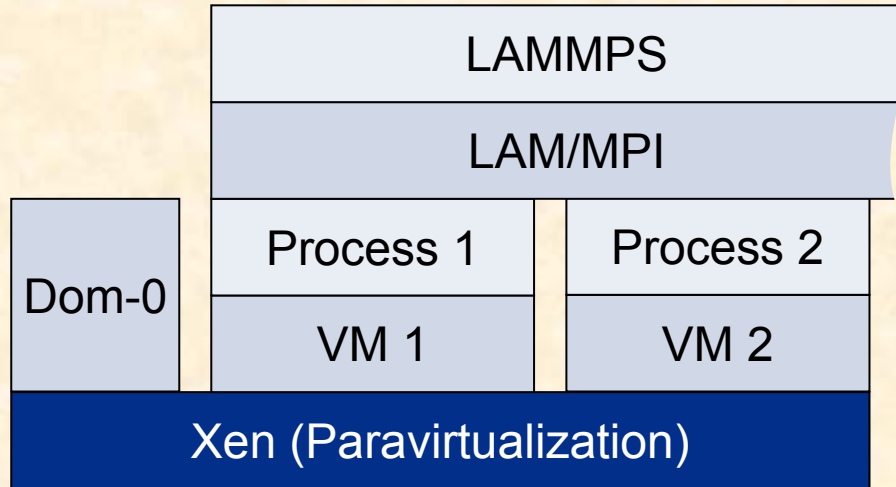 LAMMPS
LAM/MPI
Dom-0
Process 1
Process 2
VM 1
VM 2
Xen (Paravirtualization)